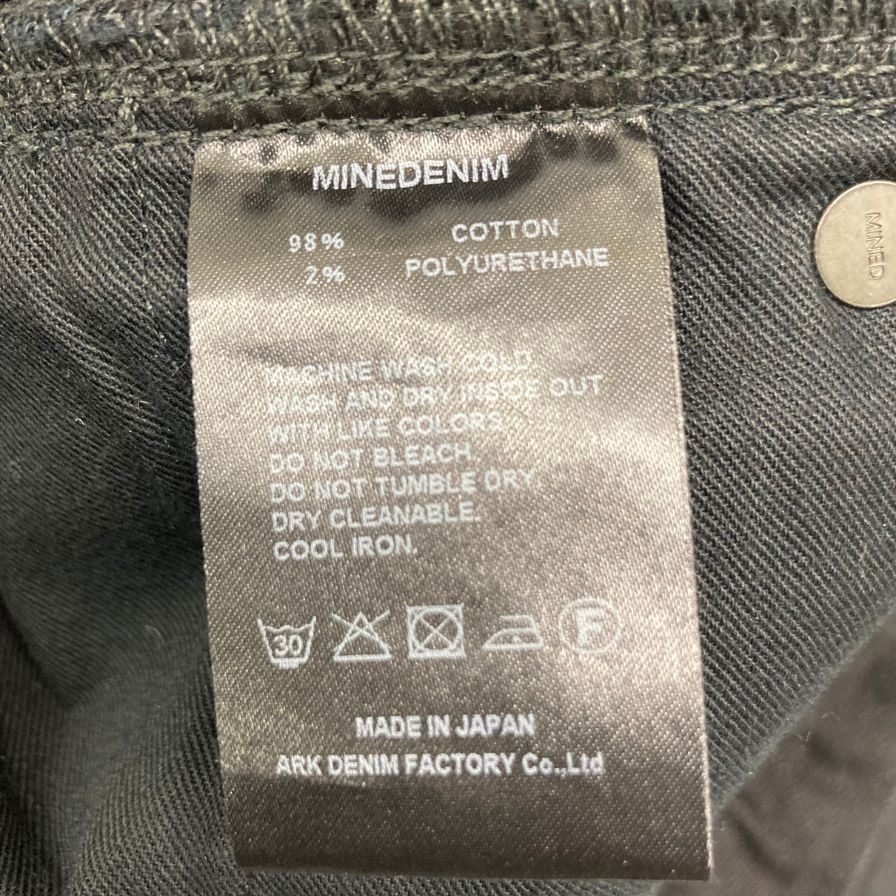 MINEDENIM
98% COTTON
2% POLYURETHANE
MACHINE WASH COLD
WASH AND DRY INSIDE OUT
WITH LIKE COLORS
DO NOT BLEACH.
DO NOT TUMBLE DRY
DRY CLEANABLE.
COOL IRON.
30
F
MADE IN JAPAN
ARK DENIM FACTORY Co.,Ltd
MINED